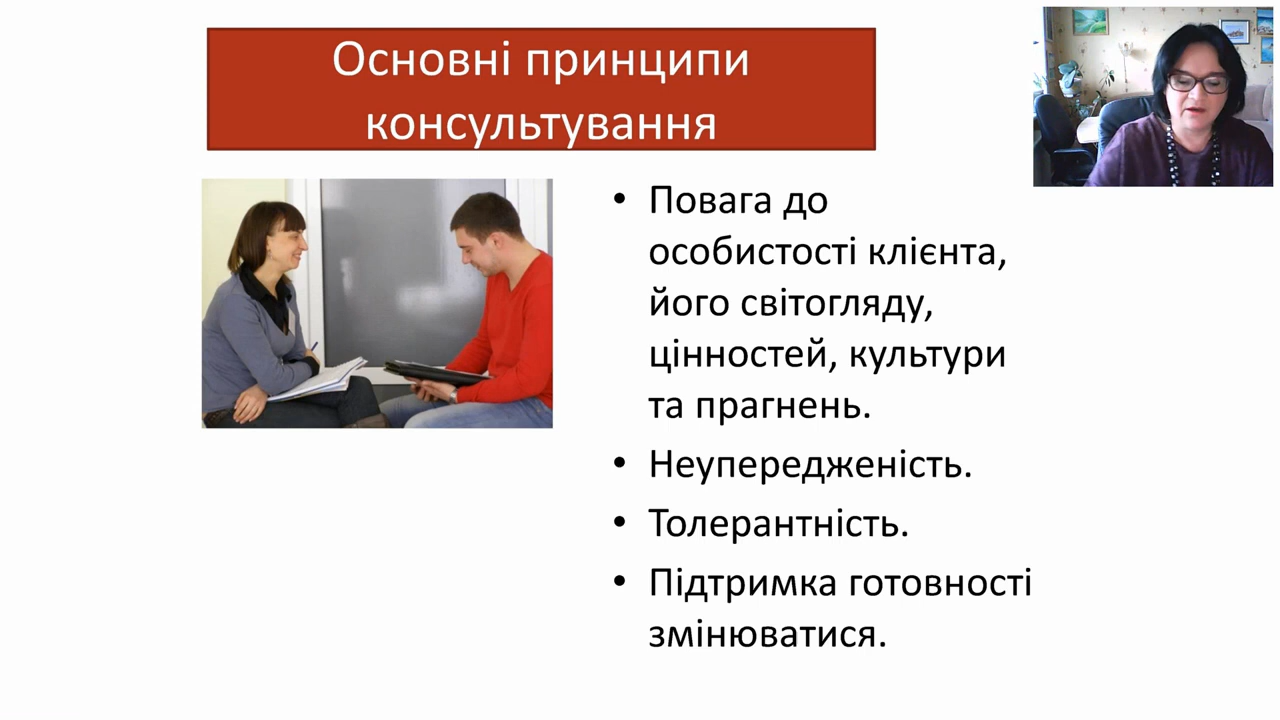 Основні принципи
консультування
• Повага до
особистості клієнта,
його світогляду,
цінностей, культури
та прагнень.
• Неупередженість.
• Толерантність.
• Підтримка готовності
змінюватися.